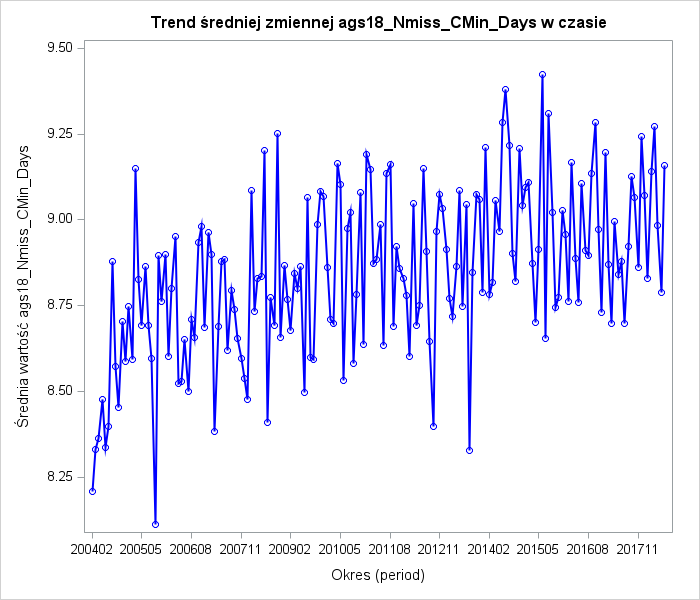 Trend średniej zmiennej ags18_Nmiss_CMin_Days w czasie
Średnia wartość ags18_Nmiss_CMin_Days
9.50
9.25
9.00
8.75
8.50
8.25
200402 200505 200608 200711 200902 201005 201108 201211 201402 201505 201608 201711
Okres (period)